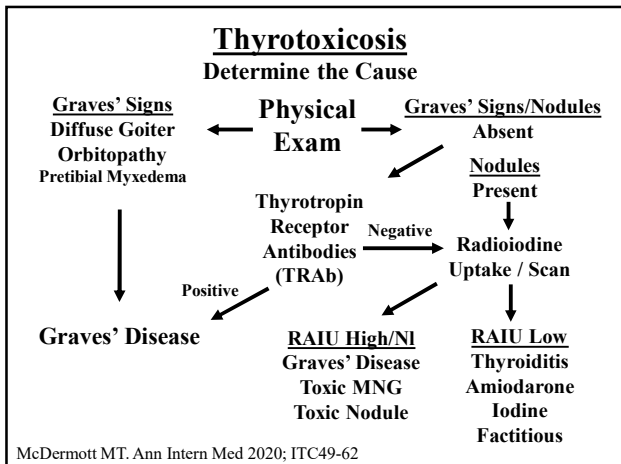 Thyrotoxicosis
Determine the Cause
Graves’ Signs
Diffuse Goiter
Orbitopathy
Pretibial Myxedema
Physical
Exam
Graves’ Signs/Nodules
Absent
Nodules
Present
Thyrotropin
Receptor
Antibodies
(TRAb)
Negative
Radioiodine
Uptake / Scan
Positive
Graves’ Disease
RAIU High/Nl
Graves’ Disease
Toxic MNG
Toxic Nodule
RAIU Low
Thyroiditis
Amiodarone
Iodine
Factitious
McDermott MT. Ann Intern Med 2020; ITC49-62